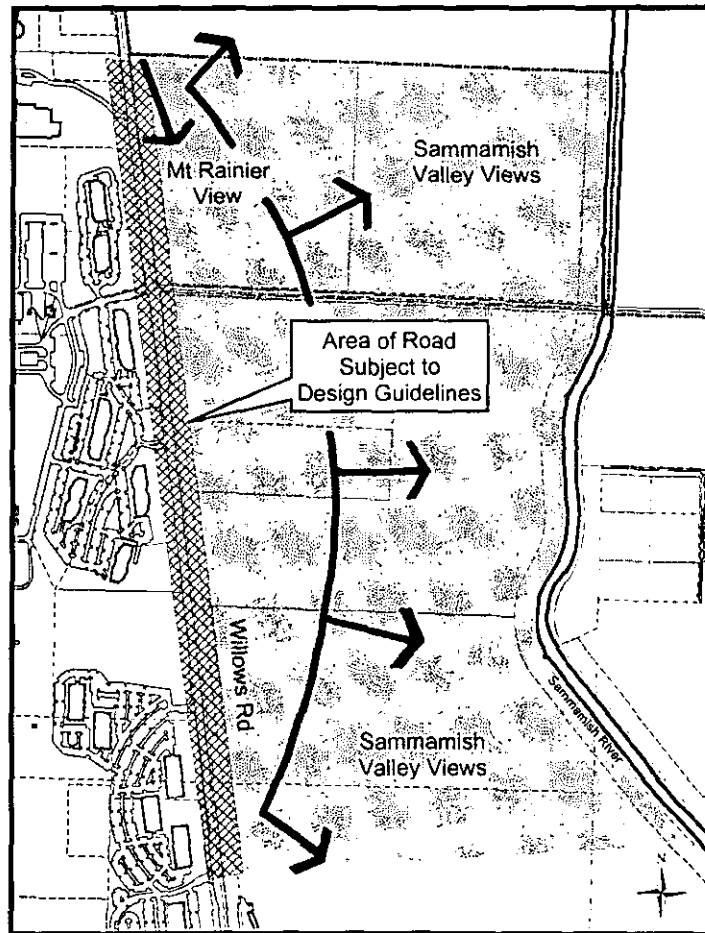 Mt Rainier
View
Sammamish
Valley Views
Area of Road
Subject to
Design Guidelines
Willows Rd
Sammamish
Valley Views
Sammamish River